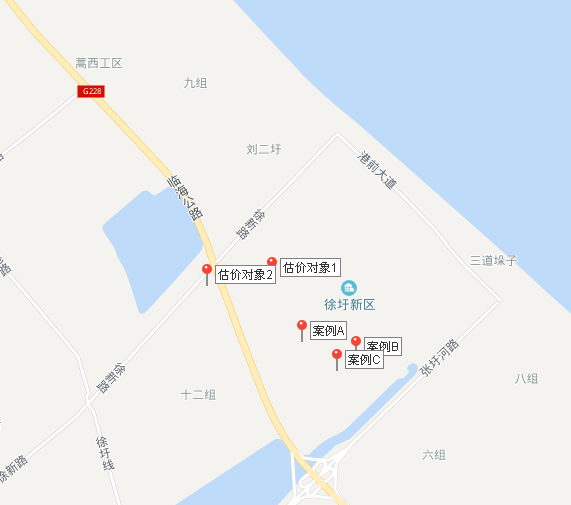 蒿西工区
九组
G228
刘二圩
港前大道
临海公路
徐新路
三道垛子
估价对象1
估价对象2
徐圩新区
案例A
案例B
案例C
张圩河路
徐新路
十二组
八组
徐圩线
六组
徐新路